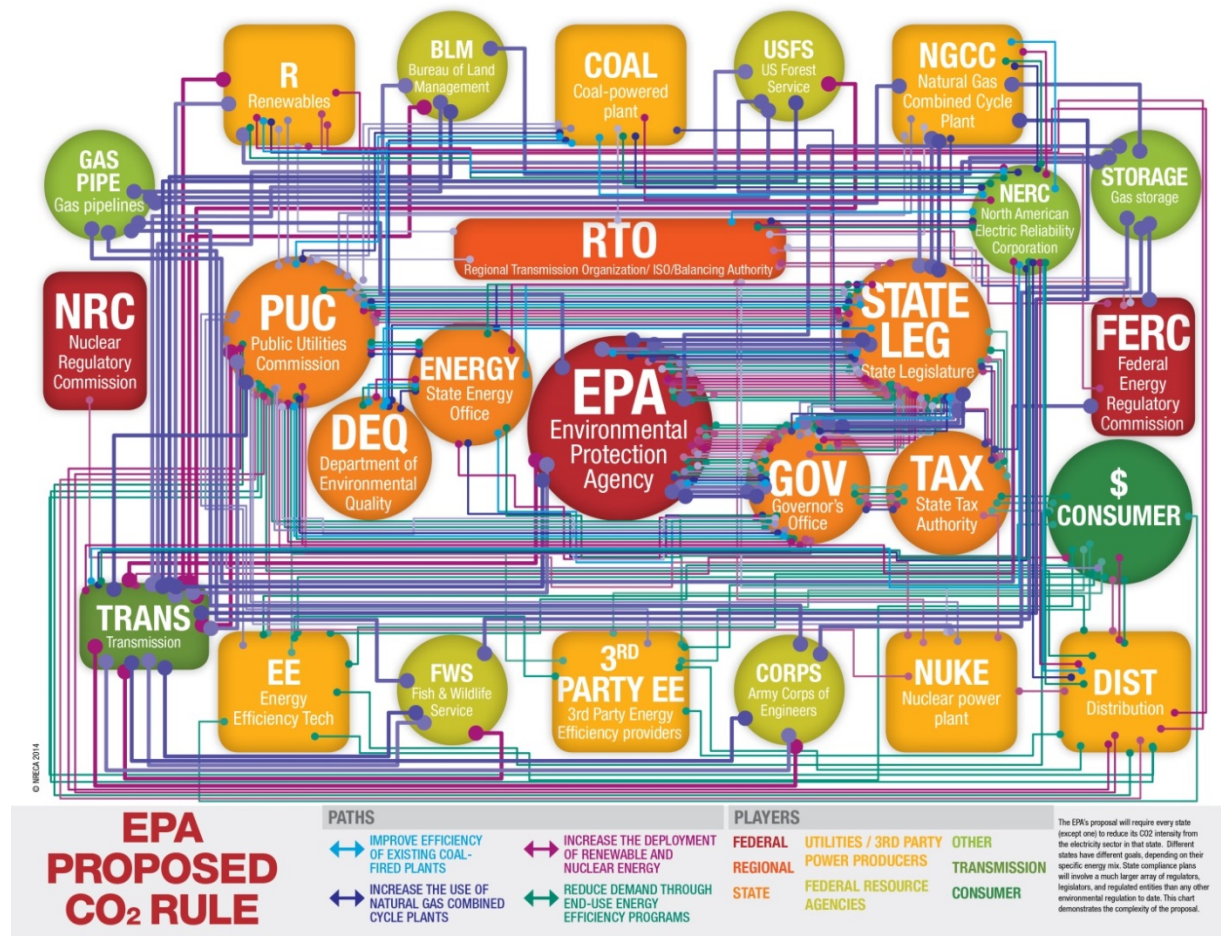 R
Renewables
BLM
Bureau of Land
Management
COAL
Coal-powered
plant
USFS
US Forest
Service
NGCC
Natural Gas
Combined Cycle
Plant
GAS
PIPE
Gas pipelines
NERC
North American
Electric Reliability
Corporation
STORAGE
Gas storage
RTO
Regional Transmission Organization/ ISO/Balancing Authority
NRC
Nuclear
Regulatory
Commission
PUC
Public Utilities
Commission
ENERGY
State Energy
Office
DEQ
Department of
Environmental
Quality
EPA
Environmental
Protection
Agency
STATE
LEG
State Legislature
FERC
Federal
Energy
Regulatory
Commission
GOV
Governor's
Office
TAX
State Tax
Authority
$
CONSUMER
TRANS
Transmission
EE
Energy
Efficiency Tech
FWS
Fish & Wildlife
Service
3RD
PARTY EE
3rd Party Energy
Efficiency providers
CORPS
Army Corps of
Engineers
NUKE
Nuclear power
plant
DIST
Distribution
© NRECA 2014
EPA
PROPOSED
CO2 RULE
PATHS
IMPROVE EFFICIENCY
OF EXISTING COAL-
FIRED PLANTS
INCREASE THE DEPLOYMENT
OF RENEWABLE AND
NUCLEAR ENERGY
INCREASE THE USE OF
NATURAL GAS COMBINED
CYCLE PLANTS
REDUCE DEMAND THROUGH
END-USE ENERGY
EFFICIENCY PROGRAMS
PLAYERS
FEDERAL
REGIONAL
STATE
UTILITIES / 3RD PARTY
POWER PRODUCERS
FEDERAL RESOURCE
AGENCIES
OTHER
TRANSMISSION
CONSUMER
The EPA's proposal will require every state
(except one) to reduce its CO2 intensity from
the electricity sector in that state. Different
states have different goals, depending on their
specific energy mix. State compliance plans
will involve a much larger array of regulators,
legislators, and regulated entities than any other
environmental regulation to date. This chart
demonstrates the complexity of the proposal.